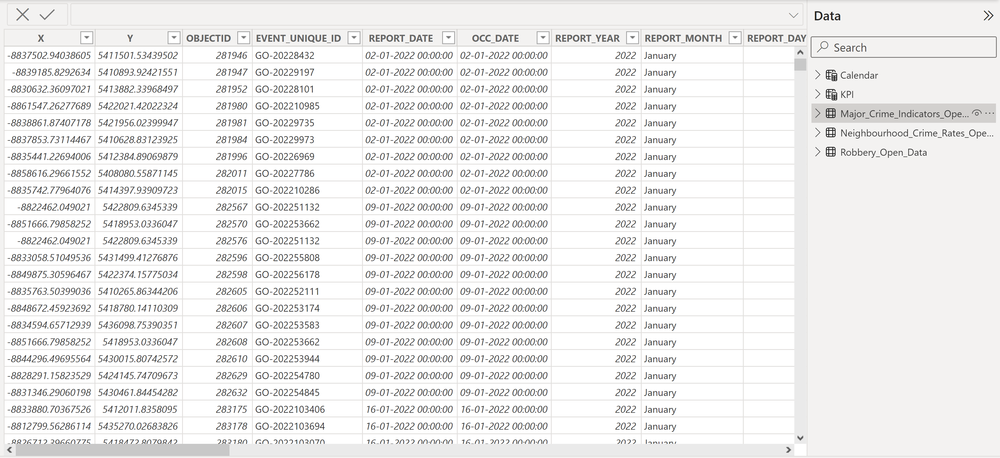 Data
X Y OBJECTID EVENT_UNIQUE_ID REPORT_DATE OCC_DATE REPORT_YEAR REPORT_MONTH REPORT_DAY
-8837502.94038605 5411501.53439502 281946 GO-20228432 02-01-2022 00:00:00 02-01-2022 00:00:00 2022 January
-8839185.8292634 5410893.92421551 281947 GO-20229197 02-01-2022 00:00:00 02-01-2022 00:00:00 2022 January
-8830632.36097021 5413882.33968497 281952 GO-20228101 02-01-2022 00:00:00 02-01-2022 00:00:00 2022 January
-8861547.26277689 5422021.42022324 281980 GO-202210985 02-01-2022 00:00:00 02-01-2022 00:00:00 2022 January
-8838861.87407178 5421956.02399947 281981 GO-20229735 02-01-2022 00:00:00 02-01-2022 00:00:00 2022 January
-8837853.73114467 5410628.83123925 281984 GO-20229973 02-01-2022 00:00:00 02-01-2022 00:00:00 2022 January
-8835441.22694006 5412384.89069879 281996 GO-20226969 02-01-2022 00:00:00 02-01-2022 00:00:00 2022 January
-8858616.29661552 5408080.55871145 282011 GO-20227786 02-01-2022 00:00:00 02-01-2022 00:00:00 2022 January
-8835742.77964076 5414397.93909723 282015 GO-202210286 02-01-2022 00:00:00 02-01-2022 00:00:00 2022 January
-8822462.049021 5422809.6345339 282567 GO-202251132 09-01-2022 00:00:00 09-01-2022 00:00:00 2022 January
-8851666.79858252 5418953.0336047 282570 GO-202253662 09-01-2022 00:00:00 09-01-2022 00:00:00 2022 January
-8822462.049021 5422809.6345339 282576 GO-202251132 09-01-2022 00:00:00 09-01-2022 00:00:00 2022 January
-8833058.51049536 5431499.41276876 282596 GO-202255808 09-01-2022 00:00:00 09-01-2022 00:00:00 2022 January
-8849875.30596467 5422374.15775034 282598 GO-202256178 09-01-2022 00:00:00 09-01-2022 00:00:00 2022 January
-8835763.50399036 5410265.86344206 282605 GO-202252111 09-01-2022 00:00:00 09-01-2022 00:00:00 2022 January
-8848672.45923692 5418780.14110309 282606 GO-202253174 09-01-2022 00:00:00 09-01-2022 00:00:00 2022 January
-8834594.65712939 5436098.75390351 282607 GO-202253583 09-01-2022 00:00:00 09-01-2022 00:00:00 2022 January
-8851666.79858252 5418953.0336047 282608 GO-202253662 09-01-2022 00:00:00 09-01-2022 00:00:00 2022 January
-8844296.49695564 5430015.80742572 282610 GO-202253944 09-01-2022 00:00:00 09-01-2022 00:00:00 2022 January
-8828291.15823529 5424145.74709673 282629 GO-202254780 09-01-2022 00:00:00 09-01-2022 00:00:00 2022 January
-8831346.29060198 5430461.84454282 282632 GO-202254845 09-01-2022 00:00:00 09-01-2022 00:00:00 2022 January
-8833880.70367526 5412011.8358095 283175 GO-2022103406 16-01-2022 00:00:00 16-01-2022 00:00:00 2022 January
-8812799.56286114 5435270.02683826 283178 GO-2022103694 16-01-2022 00:00:00 16-01-2022 00:00:00 2022 January
-8826712.39660775 5418472.8079842 283180 GO-2022103070 16-01-2022 00:00:00 16-01-2022 00:00:00 2022 January
Search
Calendar
KPI
Major_Crime_Indicators_Ope...
Neighbourhood_Crime_Rates_Ope...
Robbery_Open_Data